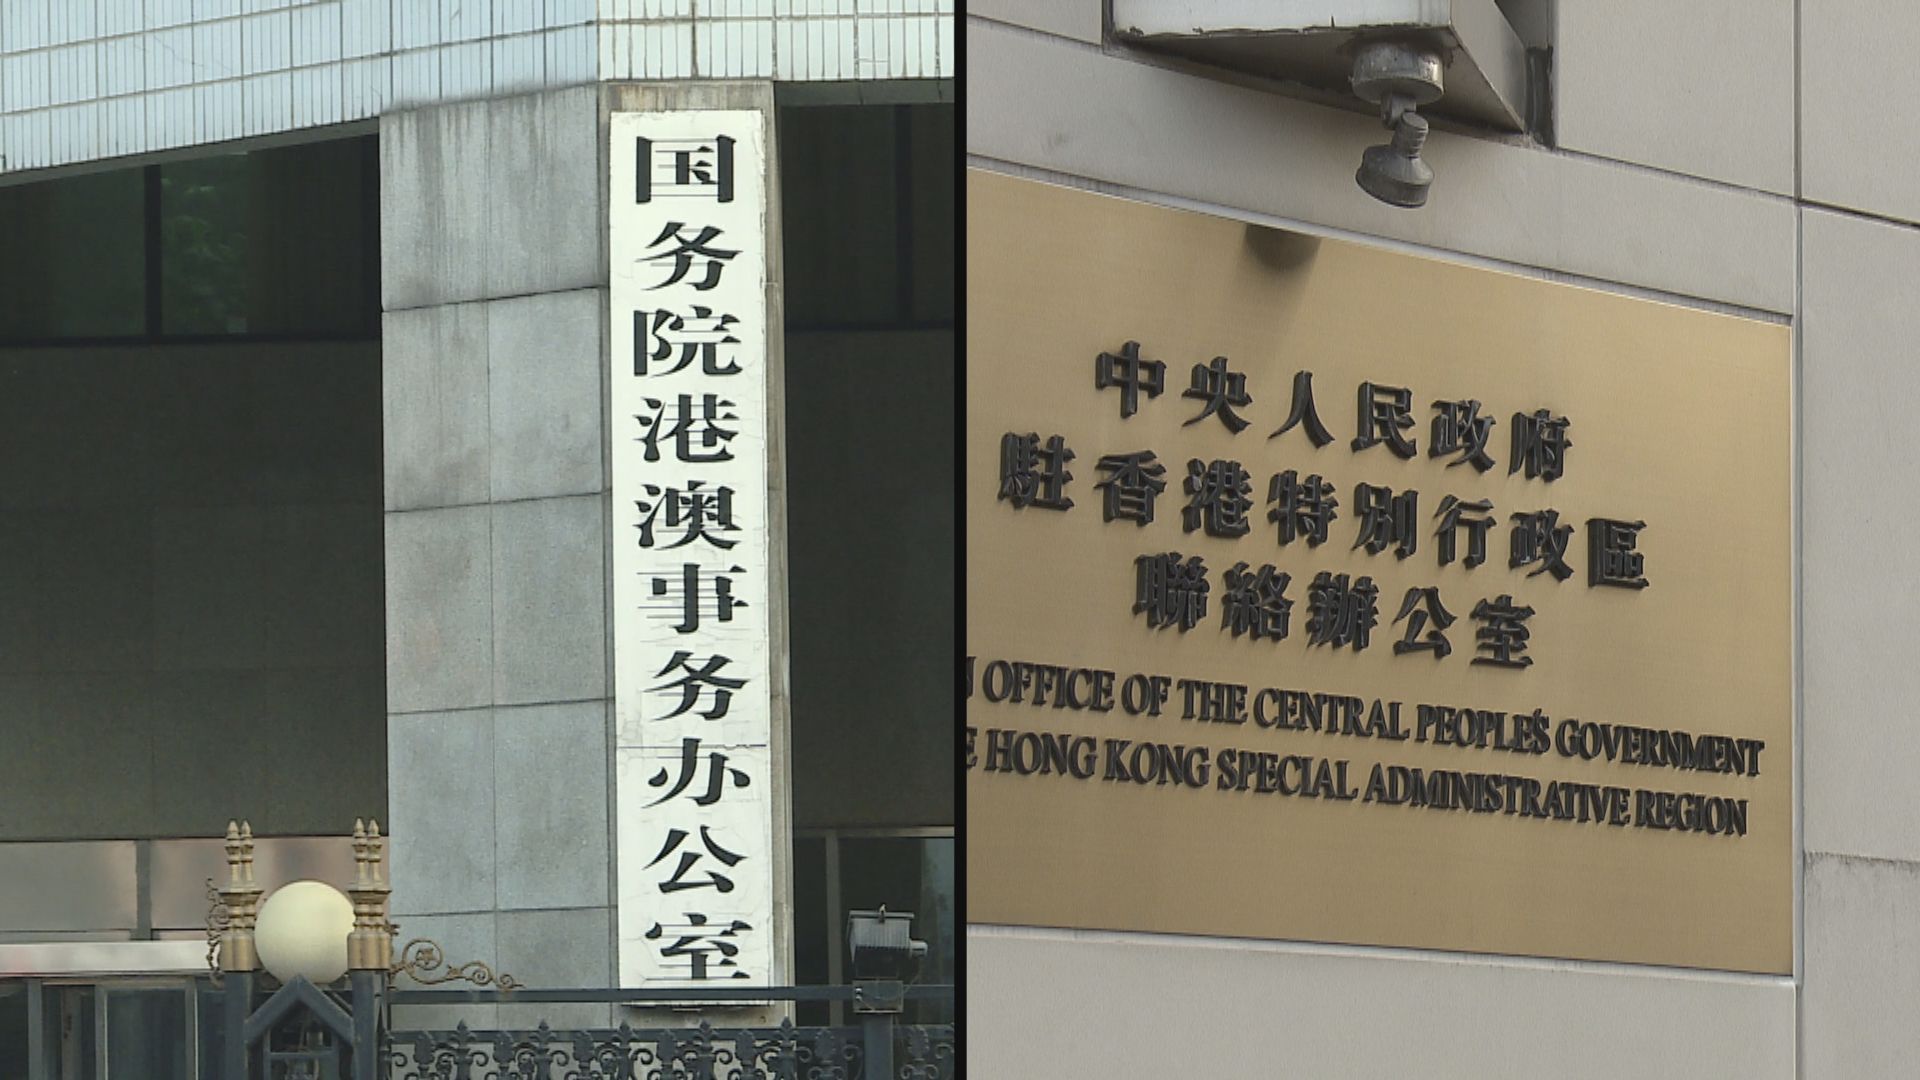 国务院港澳事务办公室
中央人民政府
駐香港特別行政區
聯絡辦公室
OFFICE OF THE CENTRAL PEOPLE'S GOVERNMENT
HONG KONG SPECIAL ADMINISTRATIVE REGION